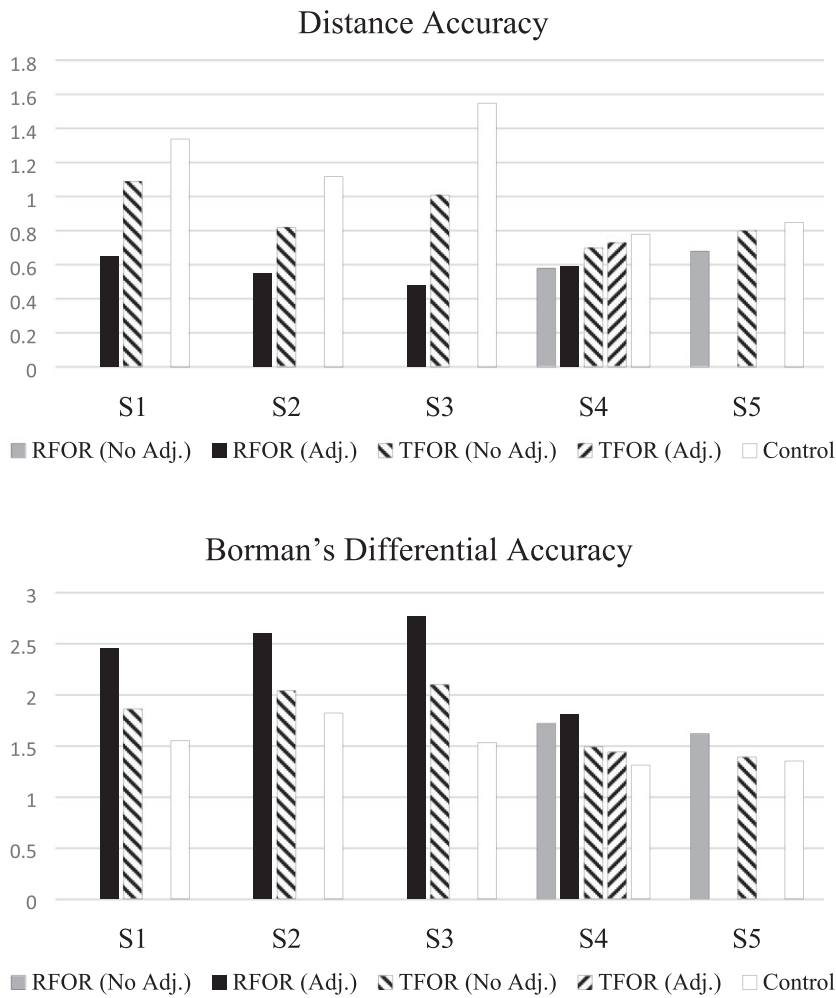 Distance Accuracy
1.8
1.6
1.4
1.2
1
0.8
0.6
0.4
0.2
0
S1 S2 S3 S4 S5
RFOR (No Adj.) RFOR (Adj.) TFOR (No Adj.) TFOR (Adj.) Control
Borman’s Differential Accuracy
3
2.5
2
1.5
1
0.5
0
S1 S2 S3 S4 S5
RFOR (No Adj.) RFOR (Adj.) TFOR (No Adj.) TFOR (Adj.) Control